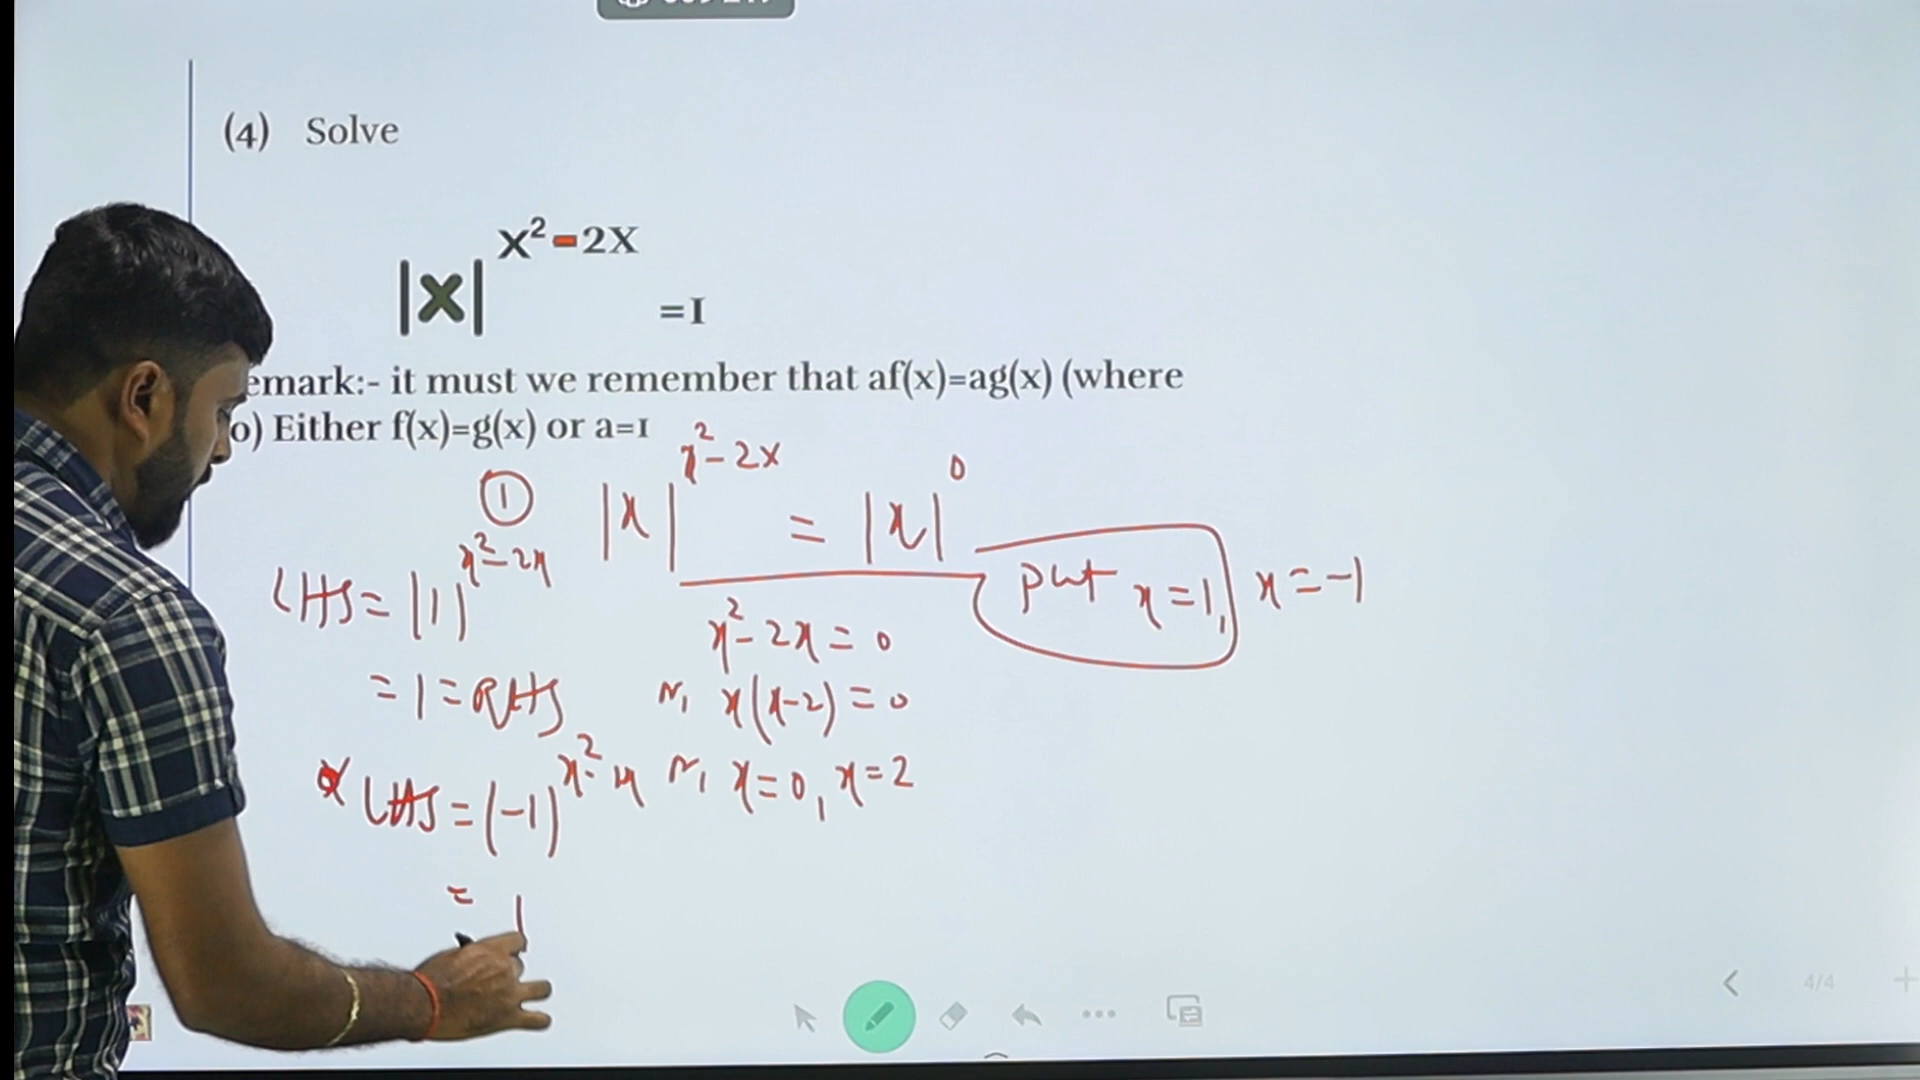 (4) Solve
|x|^{x²-2x} =1
emark:- it must we remember that af(x)=ag(x) (where
o) Either f(x)=g(x) or a=1
① |x|^{x²-2x} = |x|^0
put x=1, x=-1
LHS = |1|^{x²-2x}
x²-2x=0
=1=RHS
x(x-2)=0
LHS=(-1)^{x²-
x=0, x=2
= 1
4/4